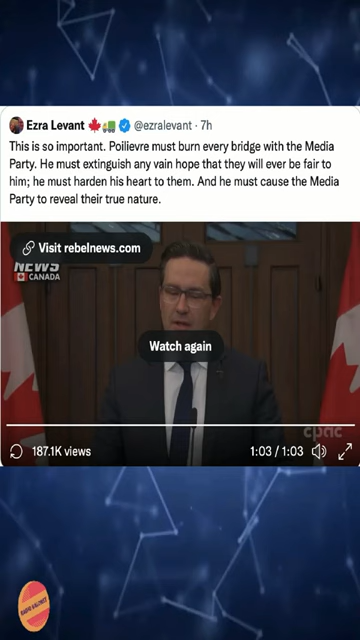 Ezra Levant 🍁🚛 @ezralevant · 7h
This is so important. Poilievre must burn every bridge with the Media
Party. He must extinguish any vain hope that they will ever be fair to
him; he must harden his heart to them. And he must cause the Media
Party to reveal their true nature.
Visit rebelnews.com
NEWS
CANADA
Watch again
cpac
187.1K views
1:03 / 1:03